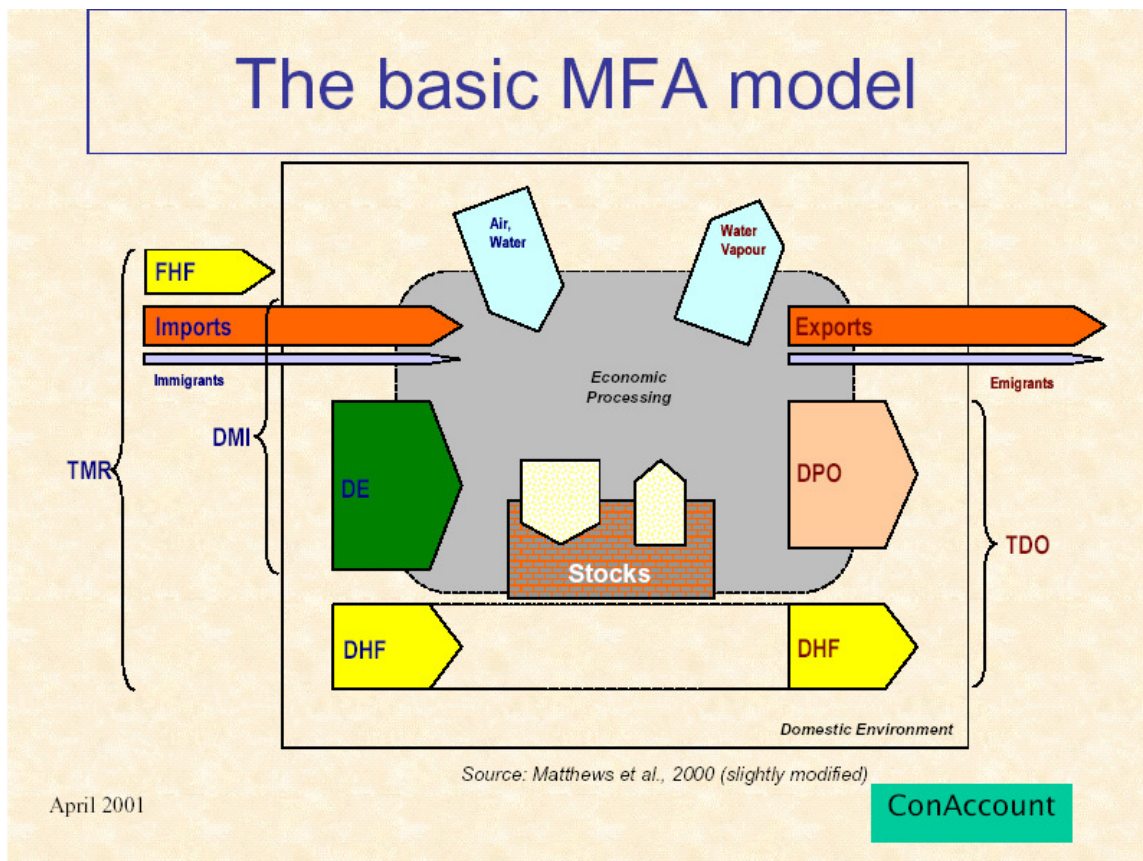 The basic MFA model
Air,
Water
Water
Vapour
FHF
Imports
Exports
Immigrants
Emigrants
Economic
Processing
DMI
TMR
DE
DPO
TDO
Stocks
DHF
DHF
Domestic Environment
Source: Matthews et al., 2000 (slightly modified)
April 2001
ConAccount